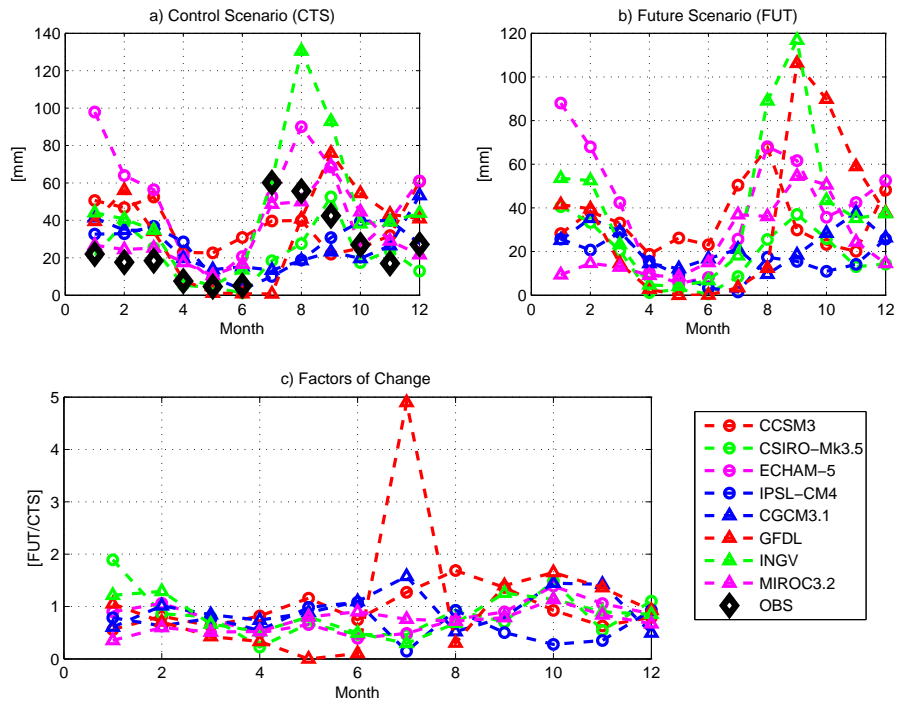 a) Control Scenario (CTS)
140
120
100
80
60
40
20
0
[mm]
0 2 4 6 8 10 12
Month
b) Future Scenario (FUT)
120
100
80
60
40
20
0
[mm]
0 2 4 6 8 10 12
Month
c) Factors of Change
5
4
3
2
1
0
[FUT/CTS]
0 2 4 6 8 10 12
Month
CCSM3
CSIRO−Mk3.5
ECHAM−5
IPSL−CM4
CGCM3.1
GFDL
INGV
MIROC3.2
OBS